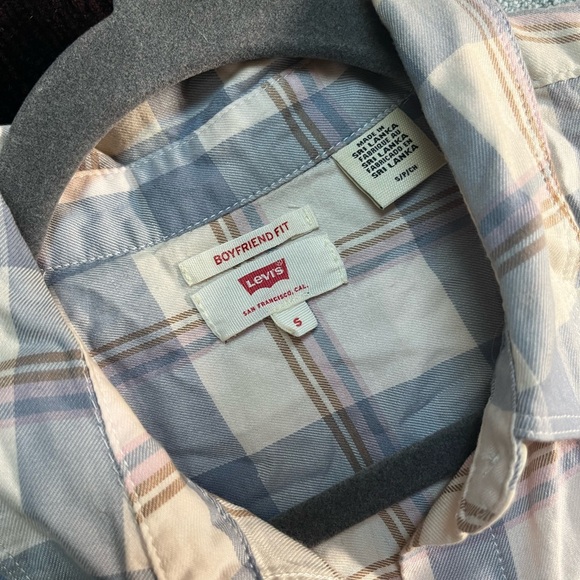 MADE IN
SRI LANKA
FABRIQUÉ AU
SRI LANKA
FABRICADO EN
SRI LANKA
S/P/CH
BOYFRIEND FIT
Levi's
SAN FRANCISCO, CAL.
S